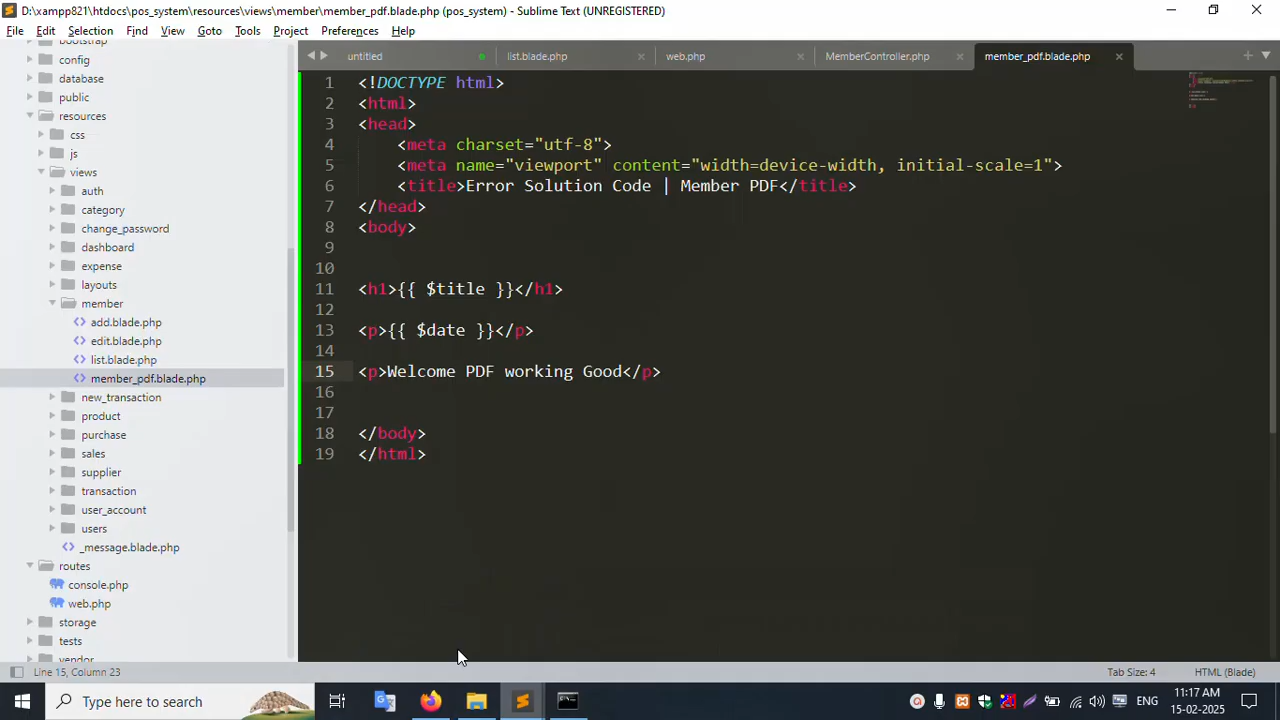 D:\xampp821\htdocs\pos_system\resources\views\member\member_pdf.blade.php (pos_system) - Sublime Text (UNREGISTERED)
File Edit Selection Find View Goto Tools Project Preferences Help
untitled list.blade.php web.php MemberController.php member_pdf.blade.php
bootstrap
config
database
public
resources
css
js
views
auth
category
change_password
dashboard
expense
layouts
member
add.blade.php
edit.blade.php
list.blade.php
member_pdf.blade.php
new_transaction
product
purchase
sales
supplier
transaction
user_account
users
_message.blade.php
routes
console.php
web.php
storage
tests
vendor
1 <!DOCTYPE html>
2 <html>
3 <head>
4 <meta charset="utf-8">
5 <meta name="viewport" content="width=device-width, initial-scale=1">
6 <title>Error Solution Code | Member PDF</title>
7 </head>
8 <body>
9
10
11 <h1>{{ $title }}</h1>
12
13 <p>{{ $date }}</p>
14
15 <p>Welcome PDF working Good</p>
16
17
18 </body>
19 </html>
Line 15, Column 23 Tab Size: 4 HTML (Blade)
Type here to search
ENG
11:17 AM
15-02-2025